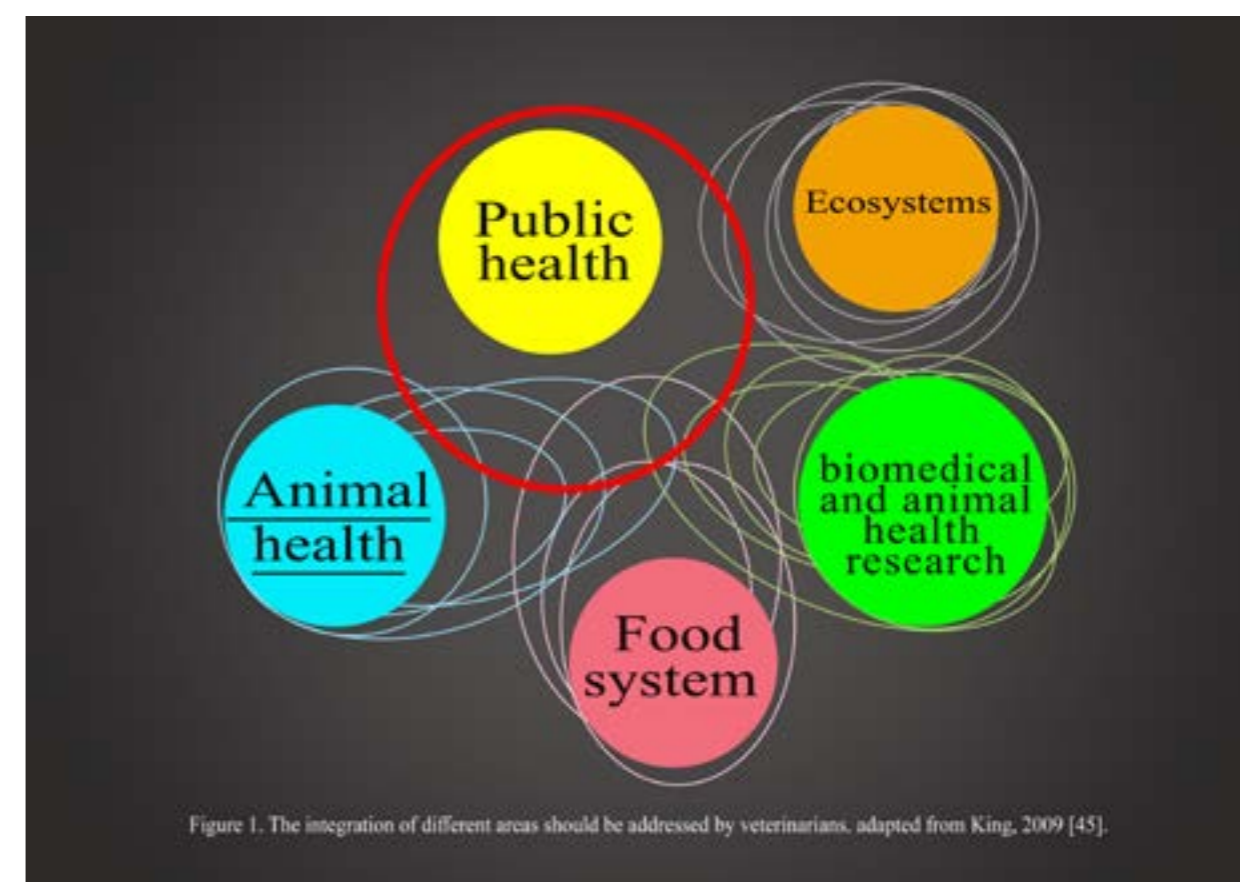 Public
health
Ecosystems
Animal
health
biomedical
and animal
health
research
Food
system
Figure 1. The integration of different areas should be addressed by veterinarians, adapted from King, 2009 [45].